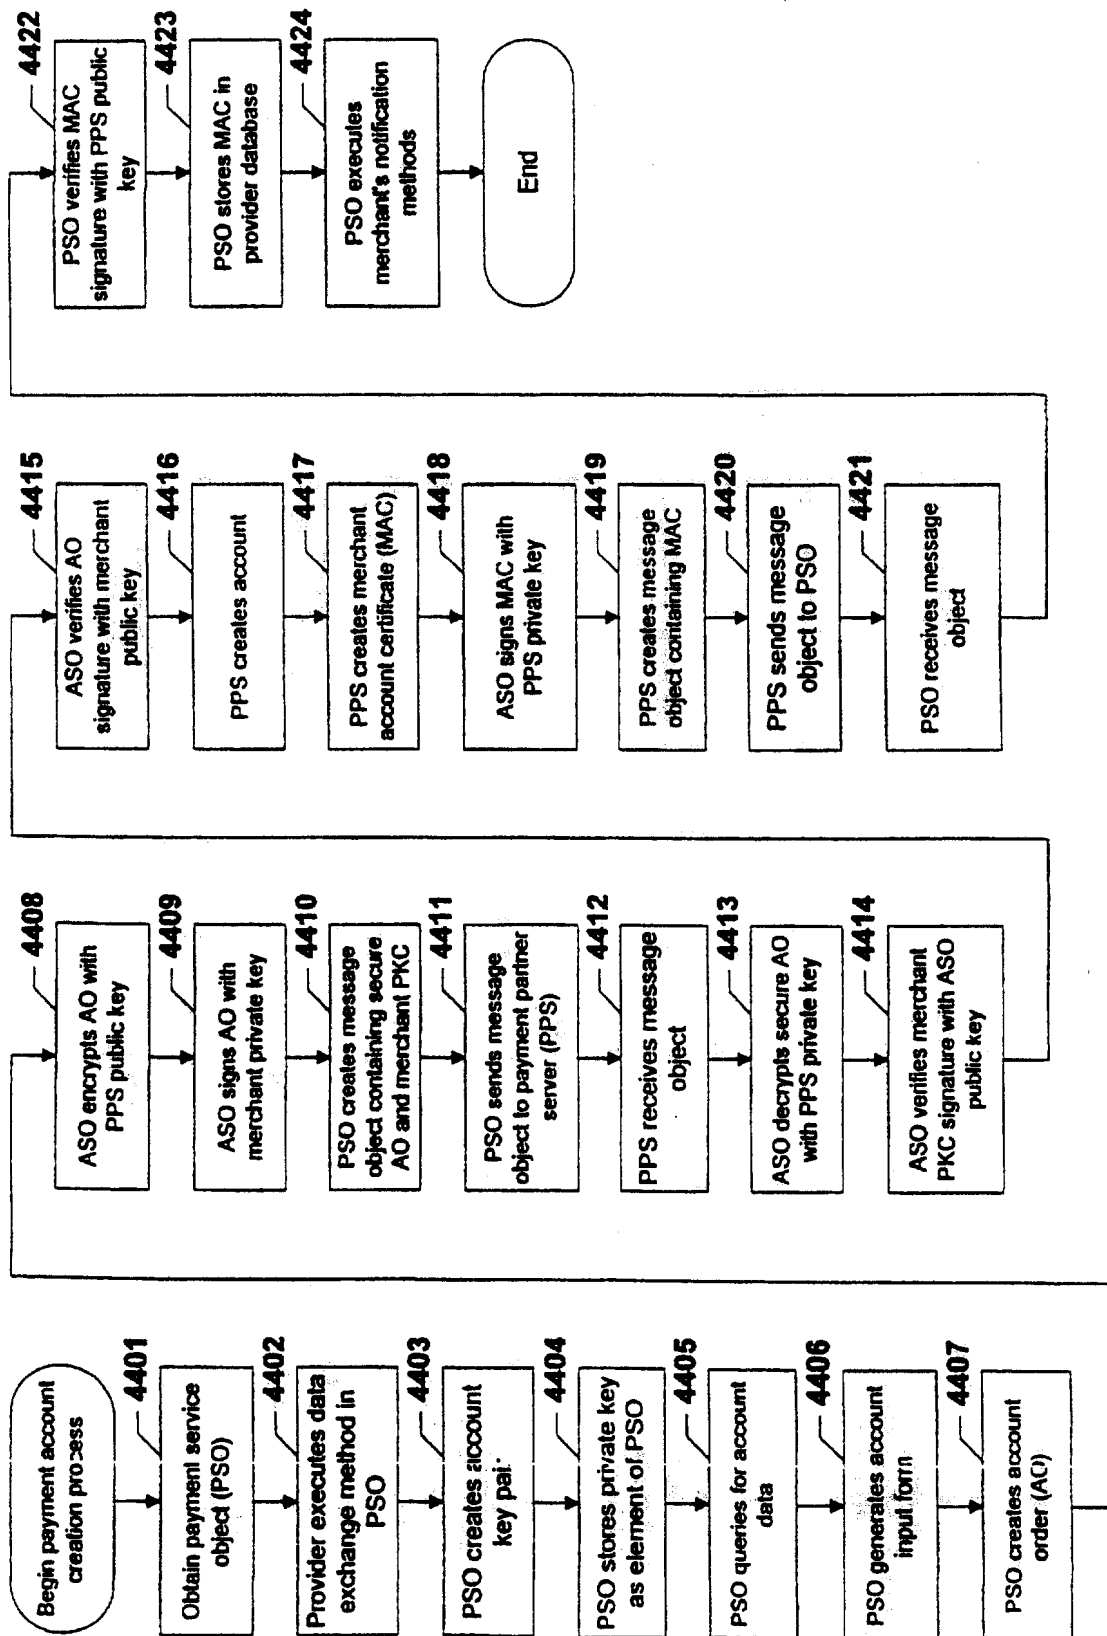 Begin payment account
creation process
4401
Obtain payment service
object (PSO)
4402
Provider executes data
exchange method in
PSO
4403
PSO creates account
key pair
4404
PSO stores private key
as element of PSO
4405
PSO queries for account
data
4406
PSO generates account
input form
4407
PSO creates account
order (AO)
4408
ASO encrypts AO with
PPS public key
4409
ASO signs AO with
merchant private key
4410
PSO creates message
object containing secure
AO and merchant PKC
4411
PSO sends message
object to payment partner
server (PPS)
4412
PPS receives message
object
4413
ASO decrypts secure AO
with PPS private key
4414
ASO verifies merchant
PKC signature with ASO
public key
4415
ASO verifies AO
signature with merchant
public key
4416
PPS creates account
4417
PPS creates merchant
account certificate (MAC)
4418
ASO signs MAC with
PPS private key
4419
PPS creates message
object containing MAC
4420
PPS sends message
object to PSO
4421
PSO receives message
object
4422
PSO verifies MAC
signature with PPS public
key
4423
PSO stores MAC in
provider database
4424
PSO executes
merchant's notification
methods
End